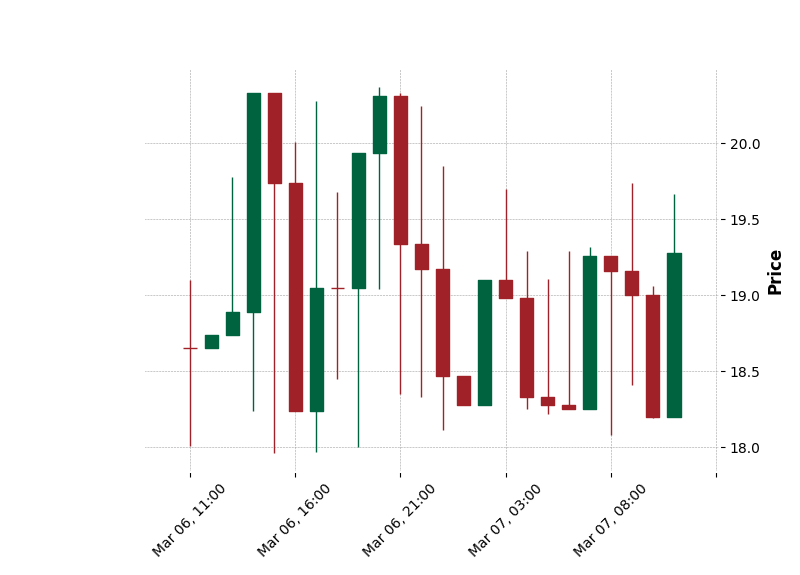 20.0
19.5
19.0
18.5
18.0
Price
Mar 06, 11:00
Mar 06, 16:00
Mar 06, 21:00
Mar 07, 03:00
Mar 07, 08:00